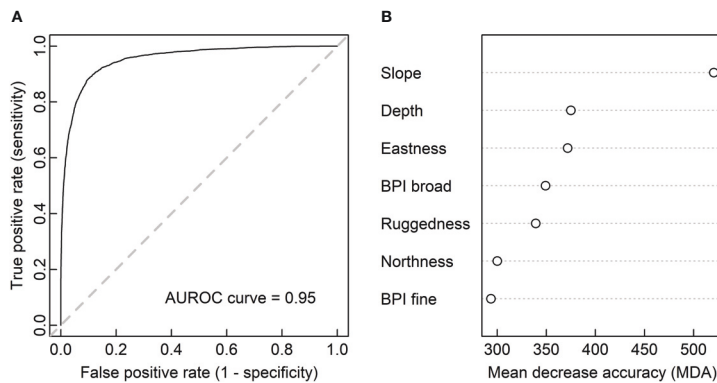 A
True positive rate (sensitivity)
1.0
0.8
0.6
0.4
0.2
0.0
AUROC curve = 0.95
0.0 0.2 0.4 0.6 0.8 1.0
False positive rate (1 - specificity)
B
Slope
Depth
Eastness
BPI broad
Ruggedness
Northness
BPI fine
300 350 400 450 500
Mean decrease accuracy (MDA)